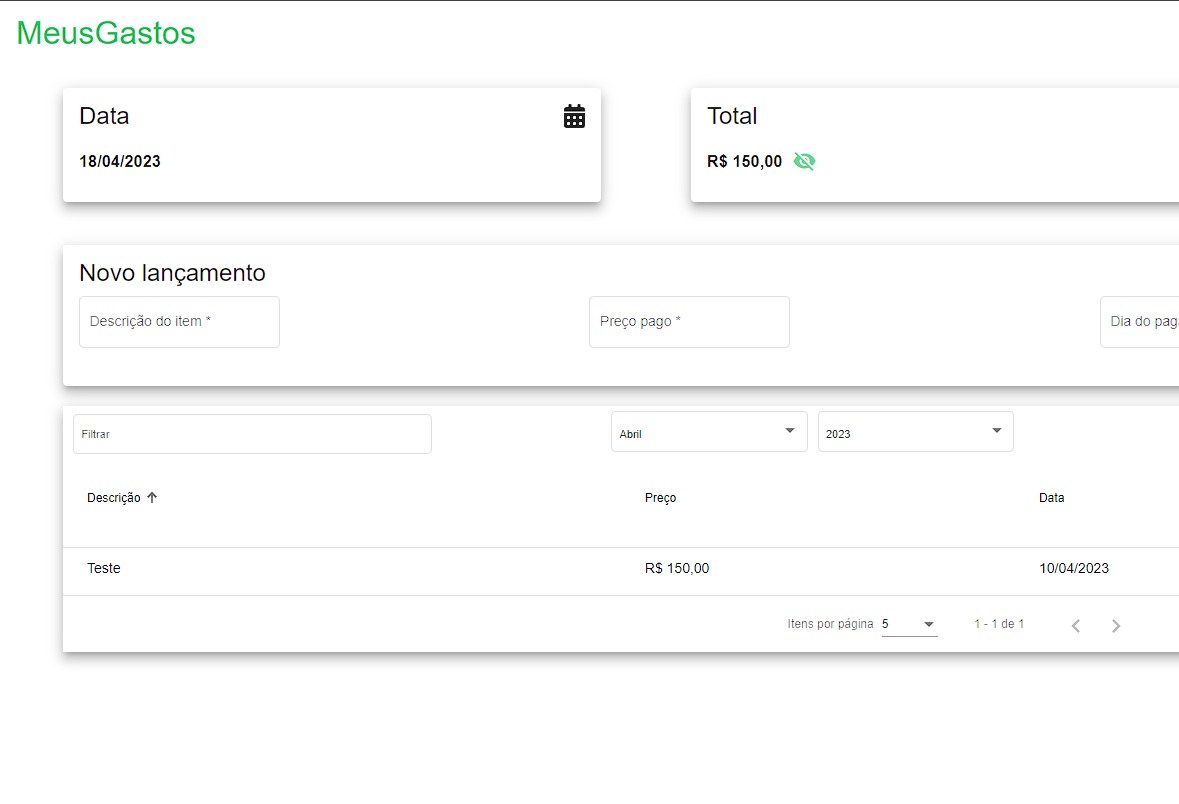 MeusGastos
Data
18/04/2023
Total
R$ 150,00
Novo lançamento
Descrição do item *
Preço pago *
Dia do pag
Filtrar
Abril
2023
Descrição
Preço
Data
Teste
R$ 150,00
10/04/2023
Itens por página
5
1 - 1 de 1